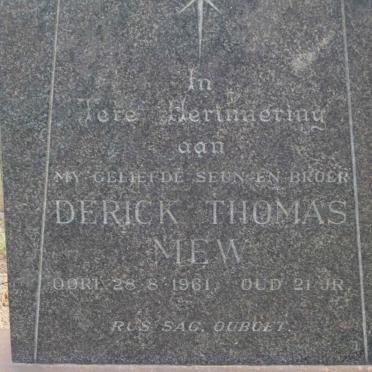 In
Tere Herinnering
aan
MY GELIEFDE SEUN EN BROER
DERICK THOMAS
MEW
OORL. 28·8·1961. OUD 21 JR.
RUS SAG, OUBOET.